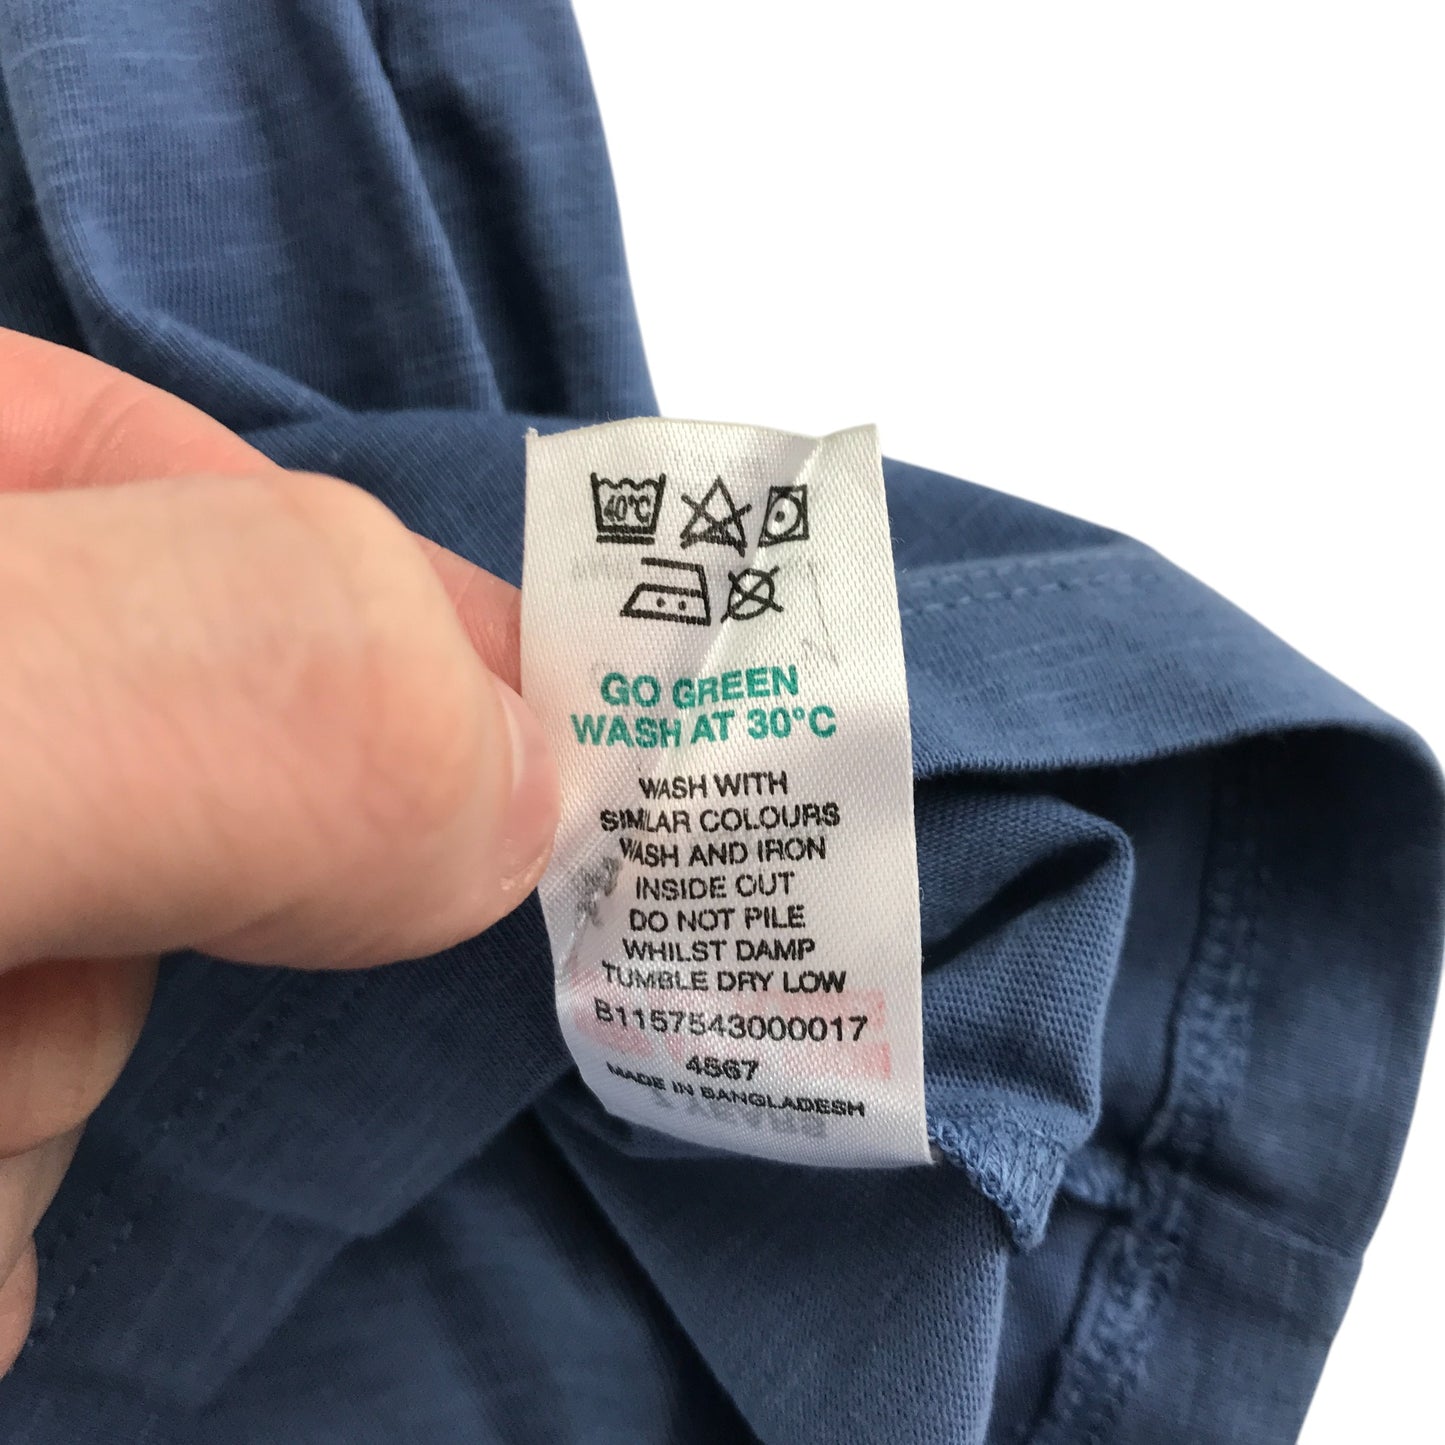 40°C
GO GREEN
WASH AT 30°C
WASH WITH
SIMILAR COLOURS
WASH AND IRON
INSIDE OUT
DO NOT PILE
WHILST DAMP
TUMBLE DRY LOW
B1157543000017
4567
MADE IN BANGLADESH